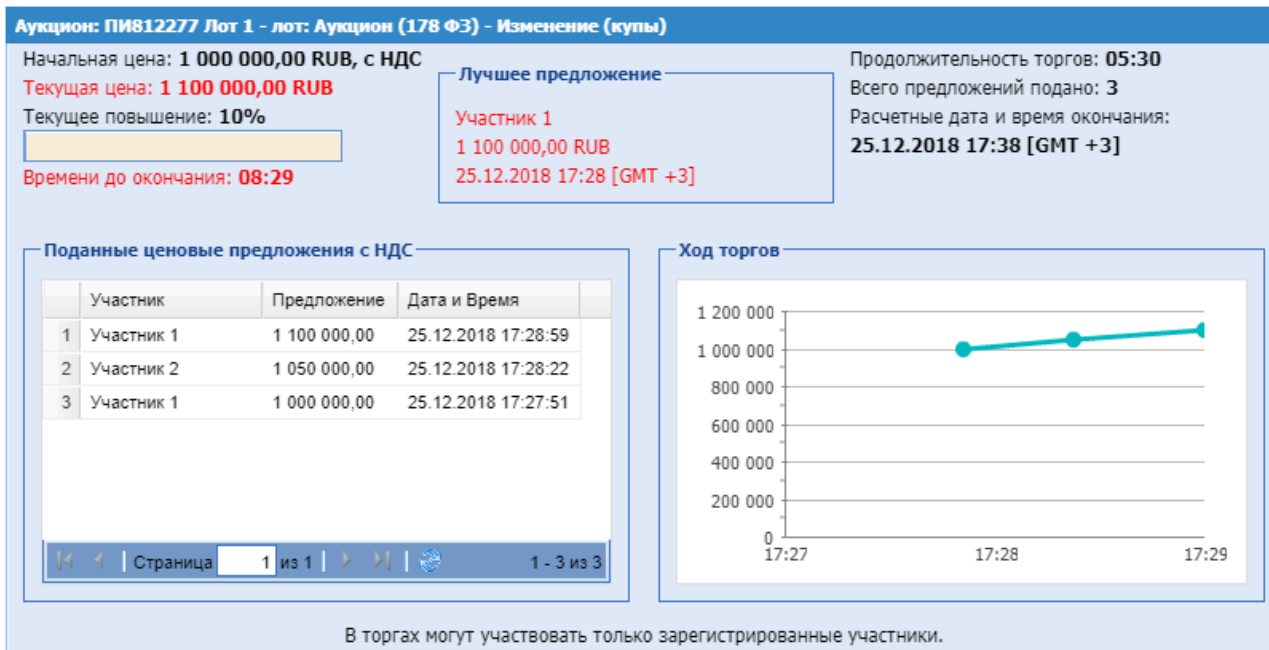 Аукцион: ПИ812277 Лот 1 - лот: Аукцион (178 ФЗ) - Изменение (купы)
Начальная цена: 1 000 000,00 RUB, с НДС
Текущая цена: 1 100 000,00 RUB
Текущее повышение: 10%
Времени до окончания: 08:29
Лучшее предложение
Участник 1
1 100 000,00 RUB
25.12.2018 17:28 [GMT +3]
Продолжительность торгов: 05:30
Всего предложений подано: 3
Расчетные дата и время окончания:
25.12.2018 17:38 [GMT +3]
Поданные ценовые предложения с НДС
Участник Предложение Дата и Время
1 Участник 1 1 100 000,00 25.12.2018 17:28:59
2 Участник 2 1 050 000,00 25.12.2018 17:28:22
3 Участник 1 1 000 000,00 25.12.2018 17:27:51
Страница 1 из 1 1 - 3 из 3
Ход торгов
1 200 000
1 000 000
800 000
600 000
400 000
200 000
0
17:27 17:28 17:29
В торгах могут участвовать только зарегистрированные участники.